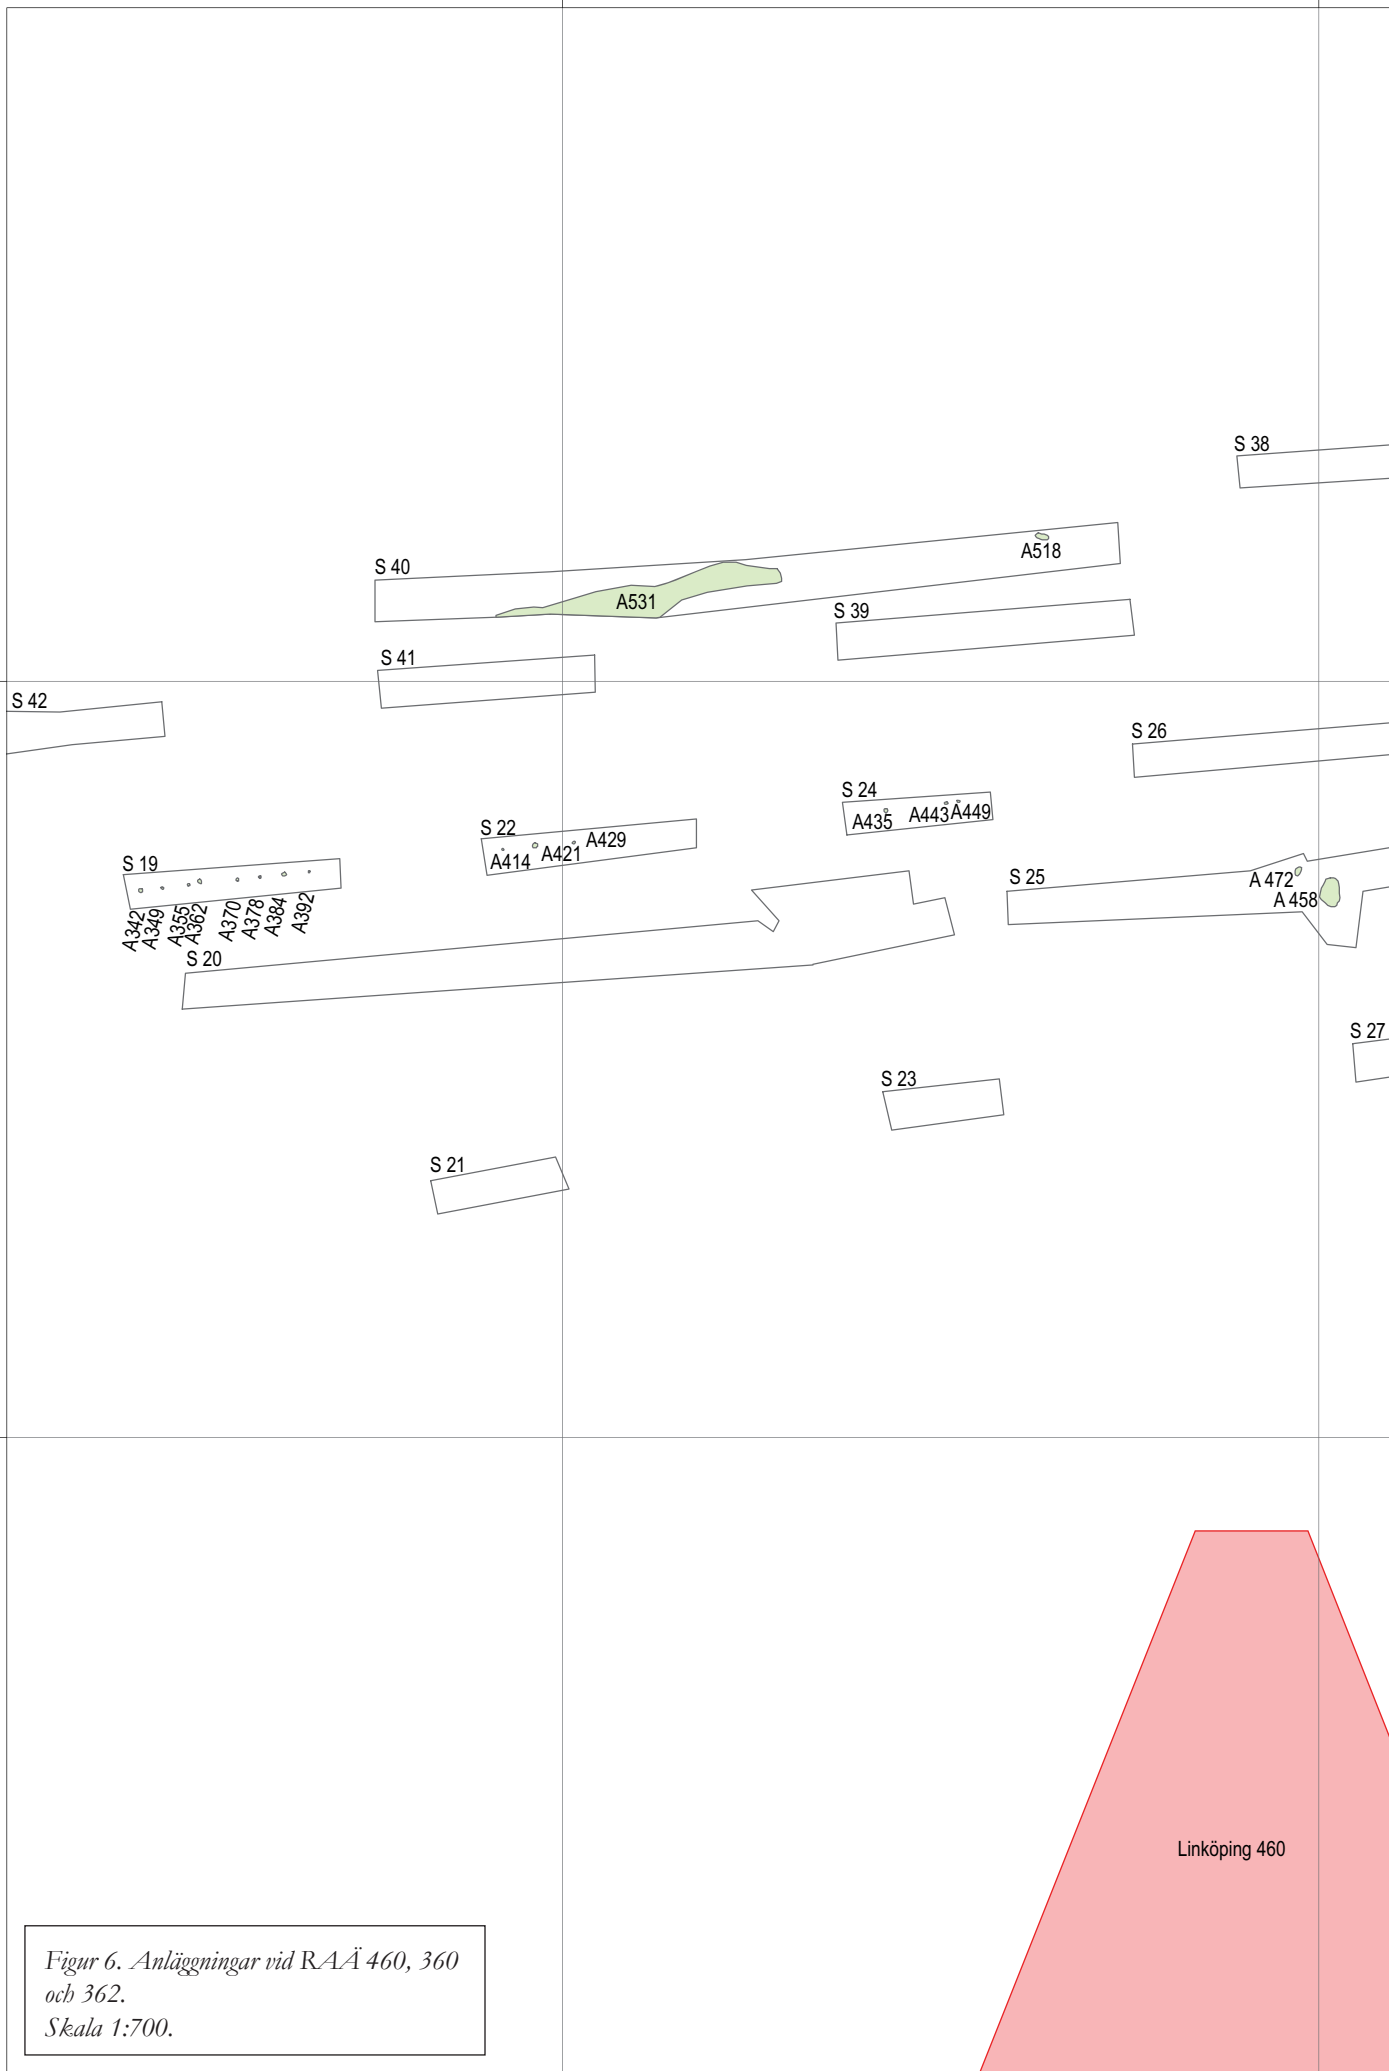 S 38
S 40
A518
A531
S 39
S 41
S 42
S 26
S 24
A435
A443
A449
S 22
A414
A421
A429
S 19
A342
A349
A355
A362
A370
A378
A384
A392
S 25
A 472
A 458
S 20
S 27
S 23
S 21
Linköping 460
Figur 6. Anläggningar vid RAÄ 460, 360
och 362.
Skala 1:700.